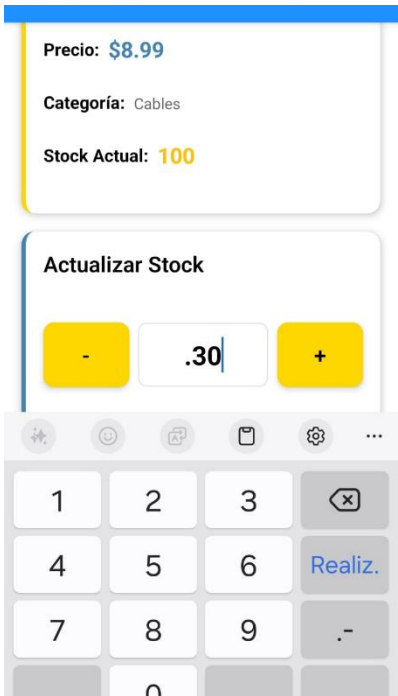 Precio: $8.99
Categoría: Cables
Stock Actual: 100
Actualizar Stock
- .30 +
1 2 3
4 5 6 Realiz.
7 8 9 .-
0